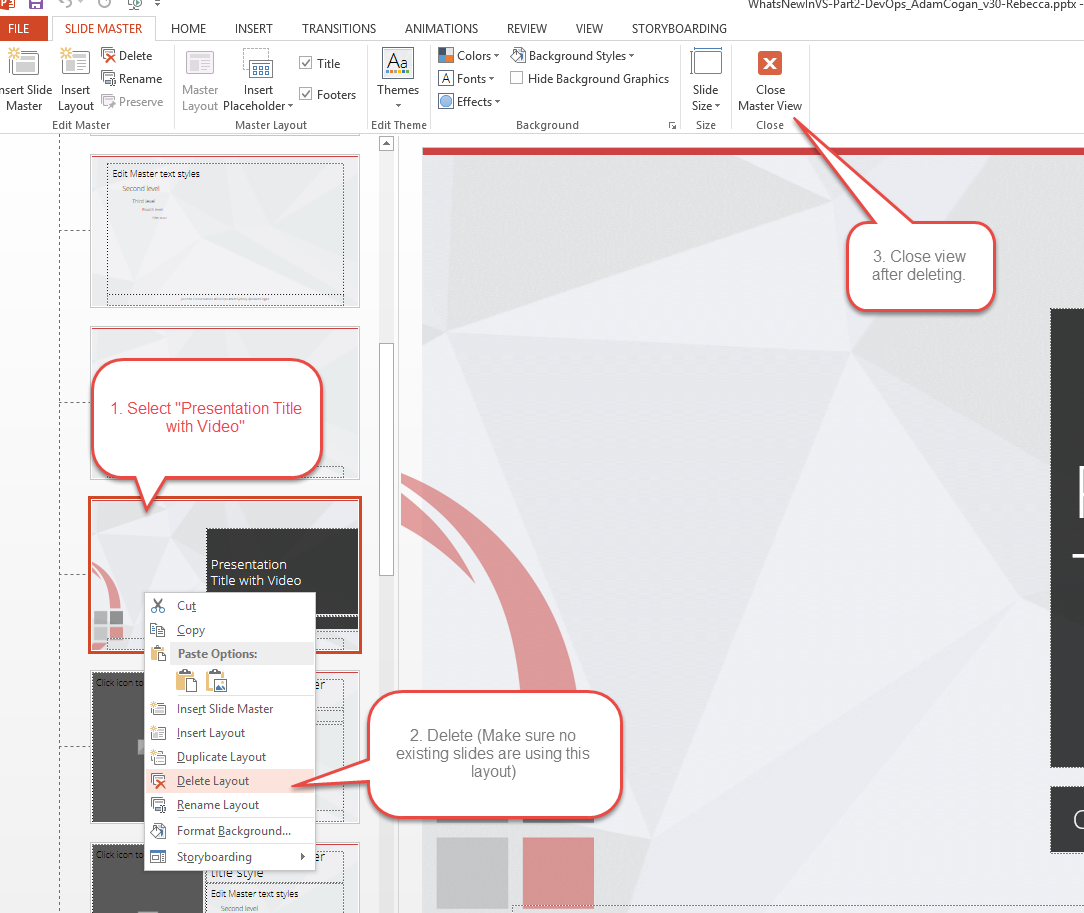 WhatsNewInVS-Part2-DevOps_AdamCogan_v30-Rebecca.pptx -
FILE SLIDE MASTER HOME INSERT TRANSITIONS ANIMATIONS REVIEW VIEW STORYBOARDING
nsert Slide
Master
Insert
Layout
Delete
Rename
Preserve
Edit Master
Master
Layout
Insert
Placeholder
Title
Footers
Master Layout
Aa
Themes
Edit Theme
Colors
Fonts
Effects
Background Styles
Hide Background Graphics
Background
Slide
Size
Size
Close
Master View
Close
Edit Master text styles
Second level
Third level
3. Close view
after deleting.
1. Select "Presentation Title
with Video"
Presentation
Title with Video
Cut
Copy
Paste Options:
Insert Slide Master
Insert Layout
Duplicate Layout
Delete Layout
Rename Layout
Format Background...
Storyboarding
2. Delete (Make sure no
existing slides are using this
layout)
Click icon to
er
Click icon to
er
title style
Edit Master text styles
Second level